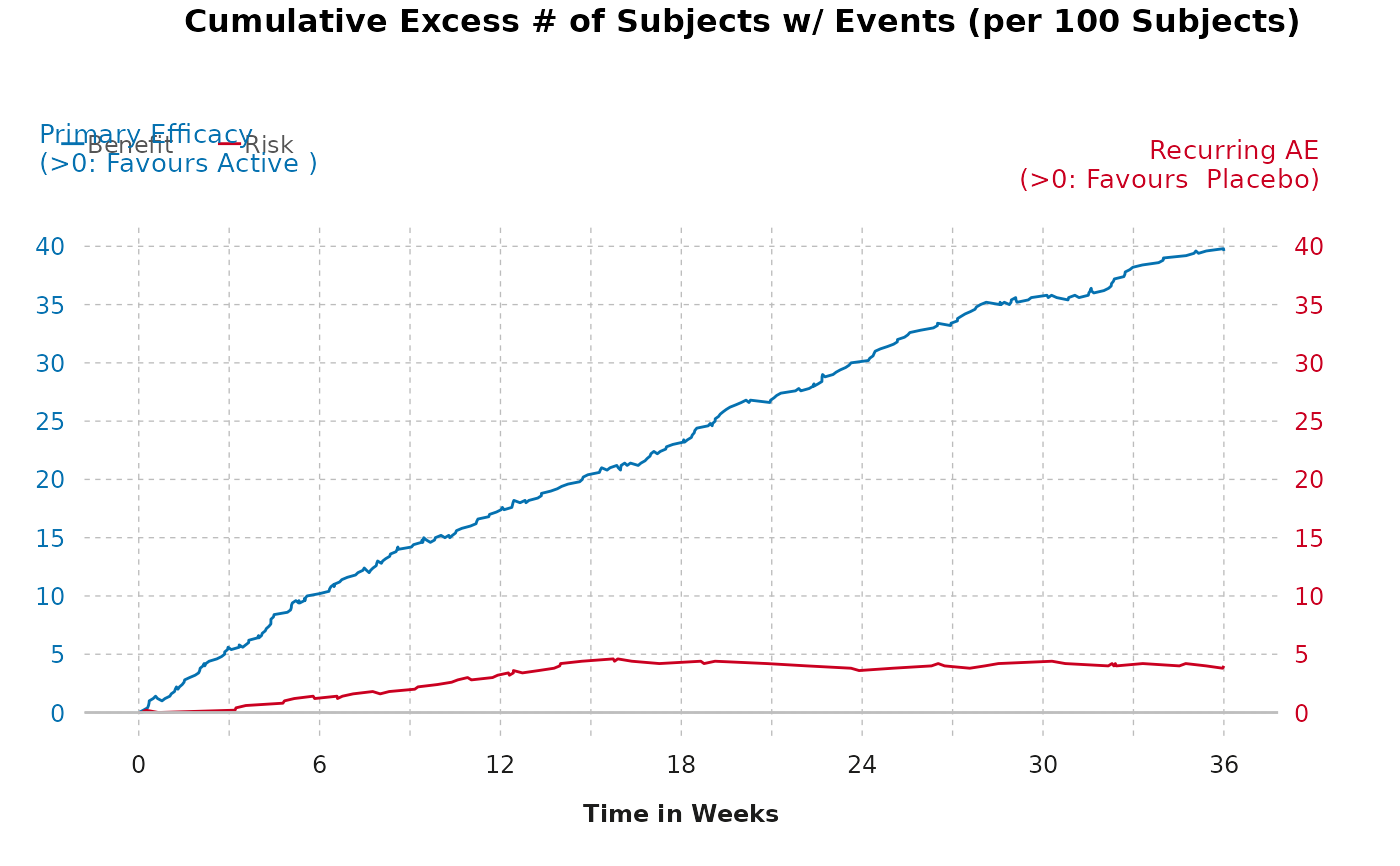 Cumulative Excess # of Subjects w/ Events (per 100 Subjects)
Primary Efficacy
(>0: Favours Active )
Benefit Risk
Recurring AE
(>0: Favours  Placebo)
40 40
35 35
30 30
25 25
20 20
15 15
10 10
5 5
0 0
0 6 12 18 24 30 36
Time in Weeks